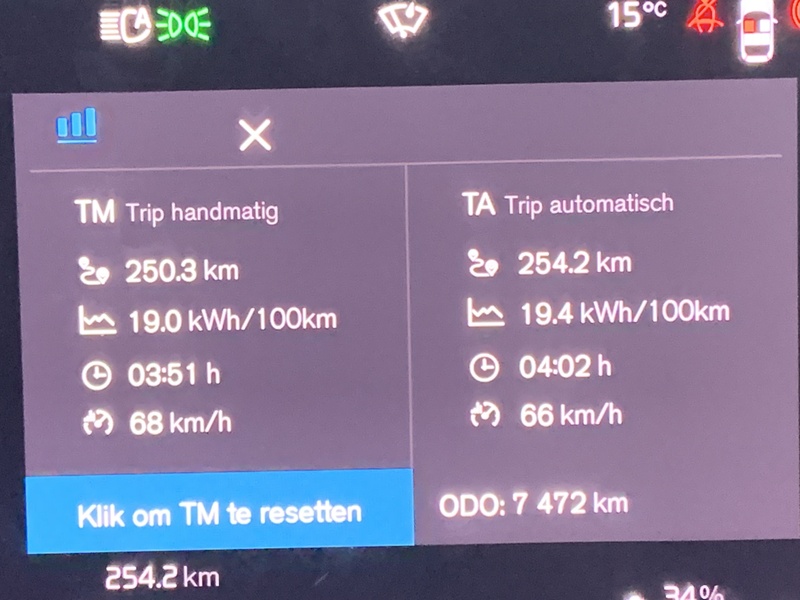 15°C
TM Trip handmatig
250.3 km
19.0 kWh/100km
03:51 h
68 km/h
Klik om TM te resetten
TA Trip automatisch
254.2 km
19.4 kWh/100km
04:02 h
66 km/h
ODO: 7 472 km
254.2 km
34%